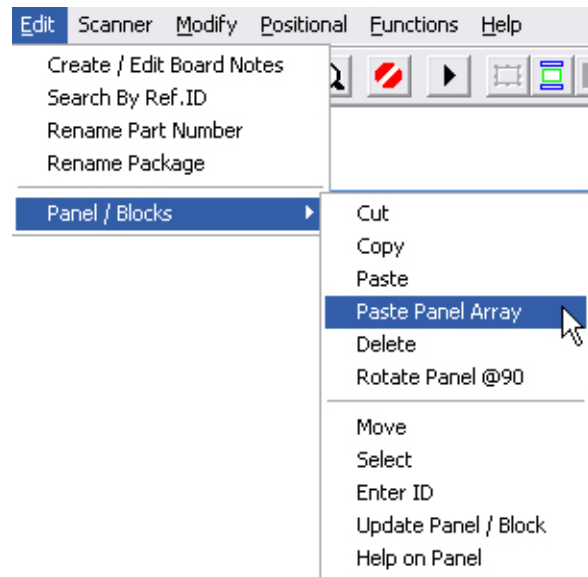 Edit Scanner Modify Positional Functions Help
Create / Edit Board Notes
Search By Ref.ID
Rename Part Number
Rename Package
Panel / Blocks
Cut
Copy
Paste
Paste Panel Array
Delete
Rotate Panel @90
Move
Select
Enter ID
Update Panel / Block
Help on Panel